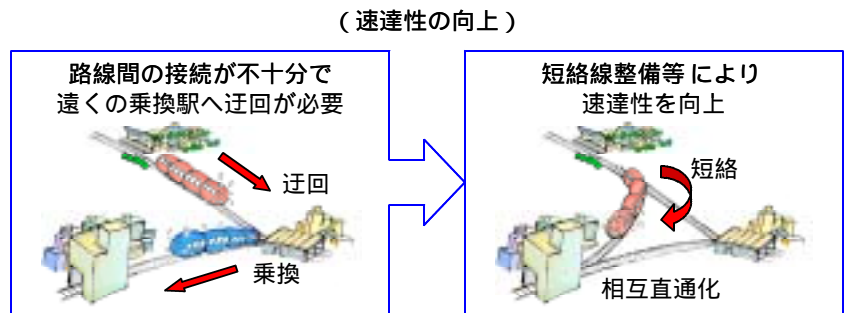 （速達性の向上）
路線間の接続が不十分で
遠くの乗換駅へ迂回が必要
迂回
乗換
短絡線整備等により
速達性を向上
短絡
相互直通化